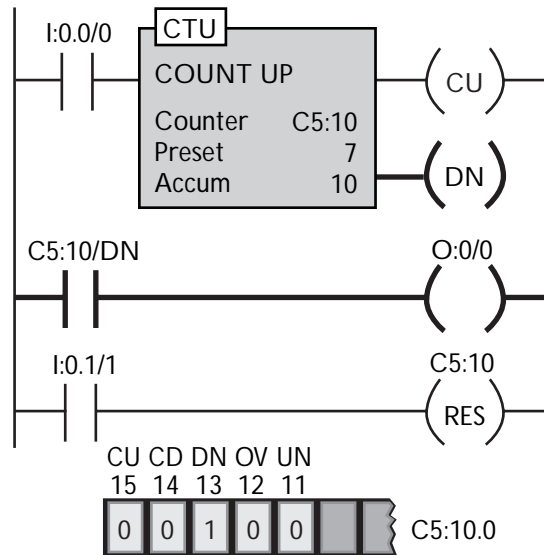 I:0.0/0
CTU
COUNT UP
CU
Counter C5:10
Preset 7
Accum 10
DN
C5:10/DN
O:0/0
I:0.1/1
C5:10
RES
CU CD DN OV UN
15 14 13 12 11
0 0 1 0 0
C5:10.0